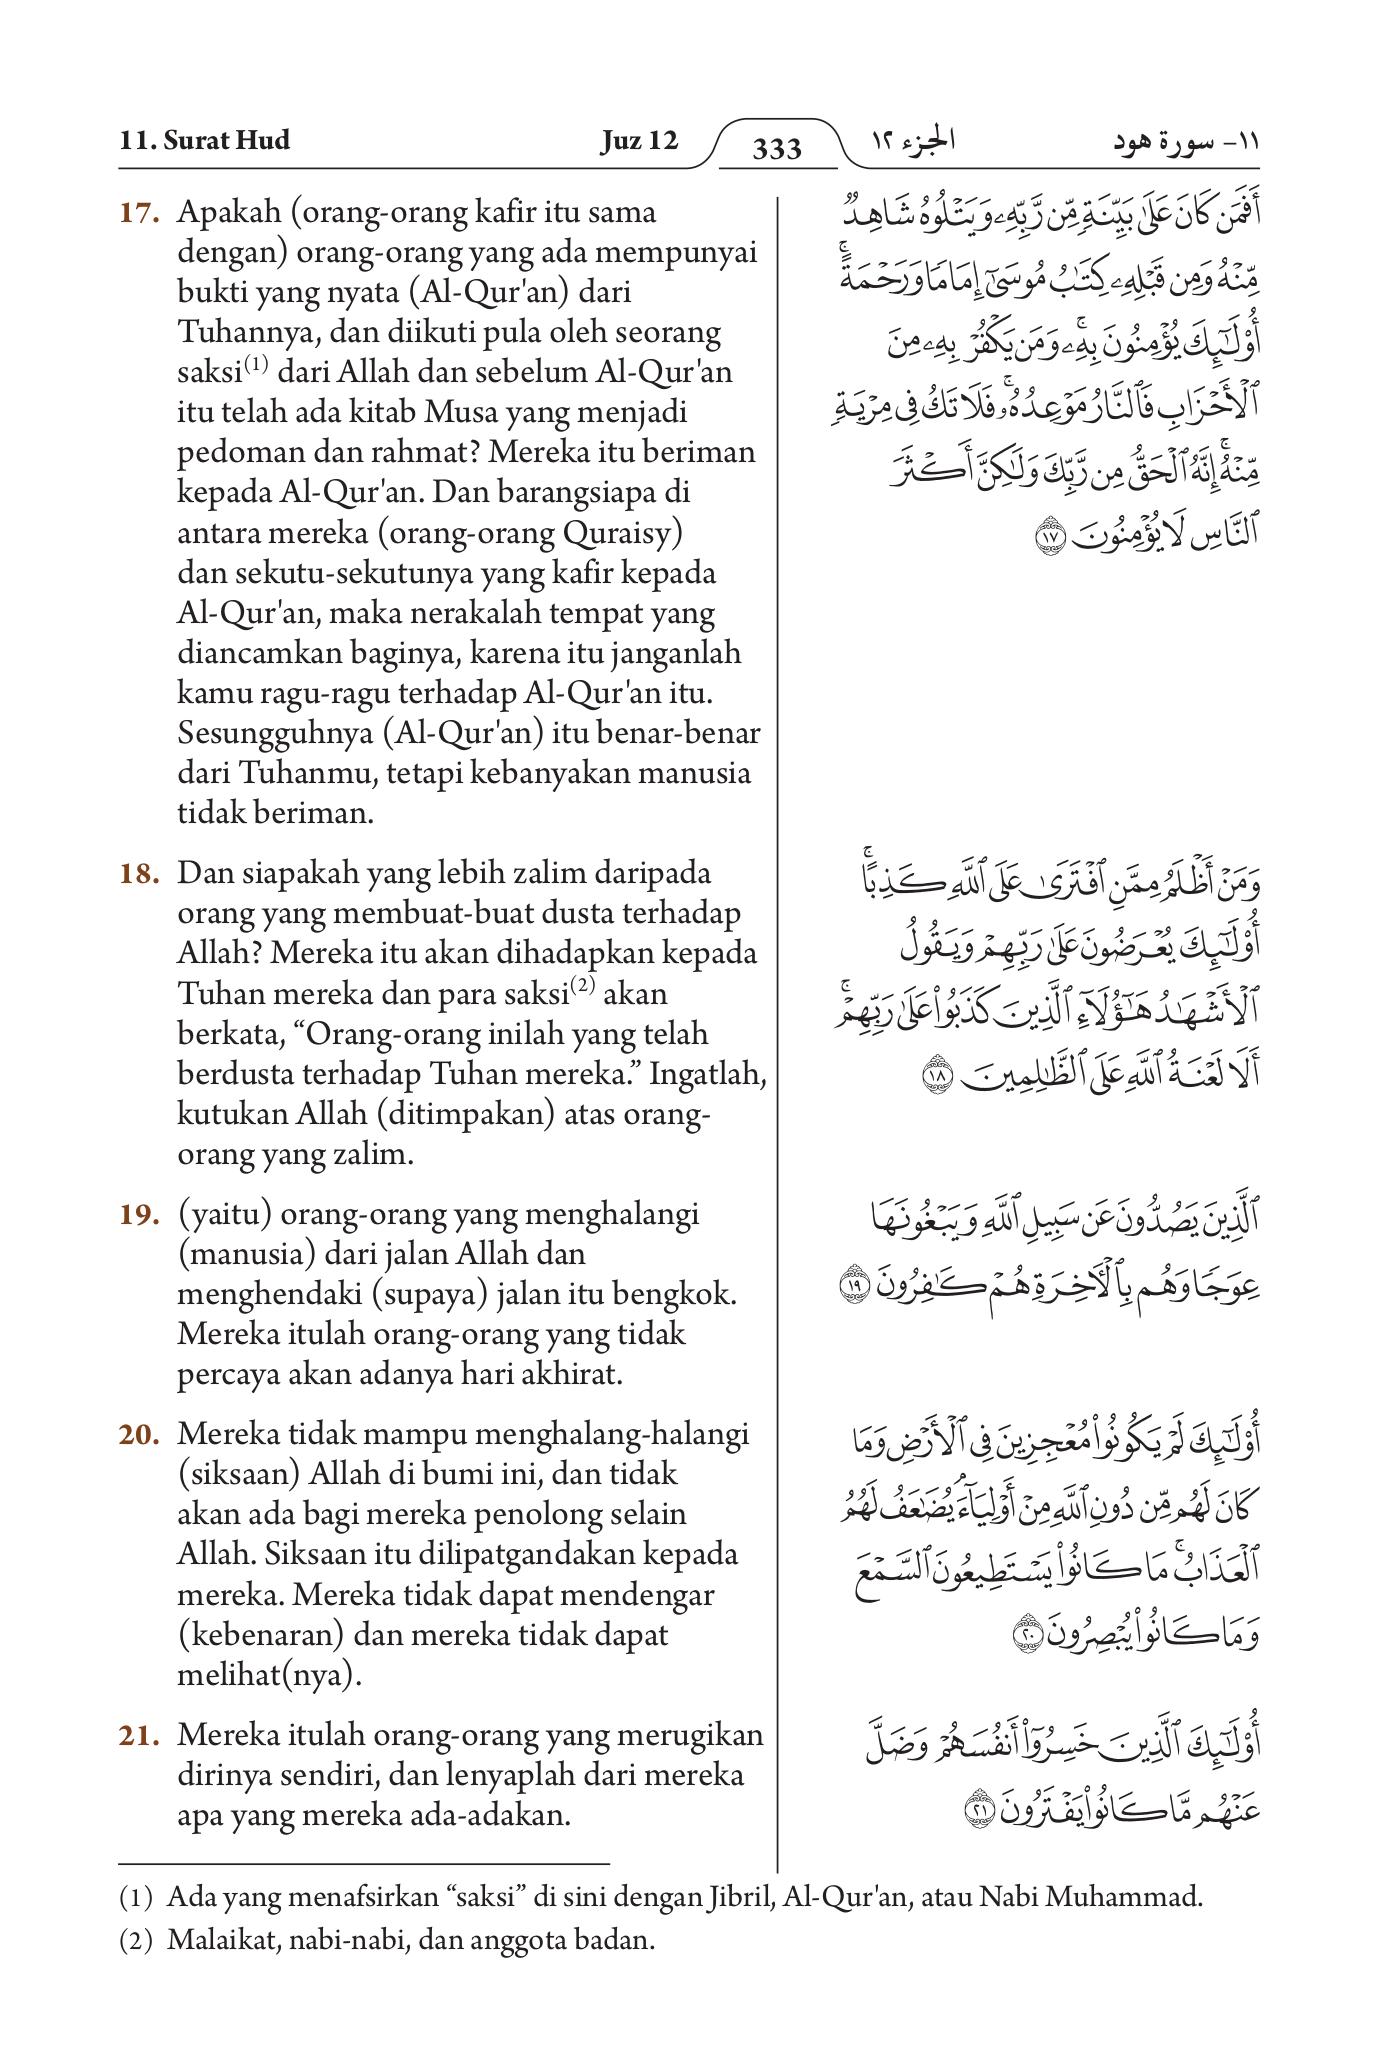 11. Surat Hud
Juz 12
333
الجزء ١٢
١١- سورة هود
17. Apakah (orang-orang kafir itu sama
dengan) orang-orang yang ada mempunyai
bukti yang nyata (Al-Qur'an) dari
Tuhannya, dan diikuti pula oleh seorang
saksi(1) dari Allah dan sebelum Al-Qur'an
itu telah ada kitab Musa yang menjadi
pedoman dan rahmat? Mereka itu beriman
kepada Al-Qur'an. Dan barangsiapa di
antara mereka (orang-orang Quraisy)
dan sekutu-sekutunya yang kafir kepada
Al-Qur'an, maka nerakalah tempat yang
diancamkan baginya, karena itu janganlah
kamu ragu-ragu terhadap Al-Qur'an itu.
Sesungguhnya (Al-Qur'an) itu benar-benar
dari Tuhanmu, tetapi kebanyakan manusia
tidak beriman.
18. Dan siapakah yang lebih zalim daripada
orang yang membuat-buat dusta terhadap
Allah? Mereka itu akan dihadapkan kepada
Tuhan mereka dan para saksi(2) akan
berkata, “Orang-orang inilah yang telah
berdusta terhadap Tuhan mereka.” Ingatlah,
kutukan Allah (ditimpakan) atas orang-
orang yang zalim.
19. (yaitu) orang-orang yang menghalangi
(manusia) dari jalan Allah dan
menghendaki (supaya) jalan itu bengkok.
Mereka itulah orang-orang yang tidak
percaya akan adanya hari akhirat.
20. Mereka tidak mampu menghalang-halangi
(siksaan) Allah di bumi ini, dan tidak
akan ada bagi mereka penolong selain
Allah. Siksaan itu dilipatgandakan kepada
mereka. Mereka tidak dapat mendengar
(kebenaran) dan mereka tidak dapat
melihat(nya).
21. Mereka itulah orang-orang yang merugikan
dirinya sendiri, dan lenyaplah dari mereka
apa yang mereka ada-adakan.
أَفَمَن كَانَ عَلَىٰ بَيِّنَةٖ مِّن رَّبِّهِۦ وَيَتۡلُوهُ شَاهِدٞ
مِّنۡهُ وَمِن قَبۡلِهِۦ كِتَٰبُ مُوسَىٰٓ إِمَامٗا وَرَحۡمَةًۚ
أُوْلَٰٓئِكَ يُؤۡمِنُونَ بِهِۦۚ وَمَن يَكۡفُرۡ بِهِۦ مِنَ
ٱلۡأَحۡزَابِ فَٱلنَّارُ مَوۡعِدُهُۥۚ فَلَا تَكُ فِي مِرۡيَةٖ
مِّنۡهُۚ إِنَّهُ ٱلۡحَقُّ مِن رَّبِّكَ وَلَٰكِنَّ أَكۡثَرَ
ٱلنَّاسِ لَا يُؤۡمِنُونَ ١٧
وَمَنۡ أَظۡلَمُ مِمَّنِ ٱفۡتَرَىٰ عَلَى ٱللَّهِ كَذِبًاۚ
أُوْلَٰٓئِكَ يُعۡرَضُونَ عَلَىٰ رَبِّهِمۡ وَيَقُولُ
ٱلۡأَشۡهَٰدُ هَٰٓؤُلَآءِ ٱلَّذِينَ كَذَبُواْ عَلَىٰ رَبِّهِمۡۚ
أَلَا لَعۡنَةُ ٱللَّهِ عَلَى ٱلظَّٰلِمِينَ ١٨
ٱلَّذِينَ يَصُدُّونَ عَن سَبِيلِ ٱللَّهِ وَيَبۡغُونَهَا
عِوَجٗا وَهُم بِٱلۡأٓخِرَةِ هُمۡ كَٰفِرُونَ ١٩
أُوْلَٰٓئِكَ لَمۡ يَكُونُواْ مُعۡجِزِينَ فِي ٱلۡأَرۡضِ وَمَا
كَانَ لَهُم مِّن دُونِ ٱللَّهِ مِنۡ أَوۡلِيَآءَۘ يُضَٰعَفُ لَهُمُ
ٱلۡعَذَابُۚ مَا كَانُواْ يَسۡتَطِيعُونَ ٱلسَّمۡعَ
وَمَا كَانُواْ يُبۡصِرُونَ ٢٠
أُوْلَٰٓئِكَ ٱلَّذِينَ خَسِرُوٓاْ أَنفُسَهُمۡ وَضَلَّ
عَنۡهُم مَّا كَانُواْ يَفۡتَرُونَ ٢١
(1) Ada yang menafsirkan “saksi” di sini dengan Jibril, Al-Qur'an, atau Nabi Muhammad.
(2) Malaikat, nabi-nabi, dan anggota badan.